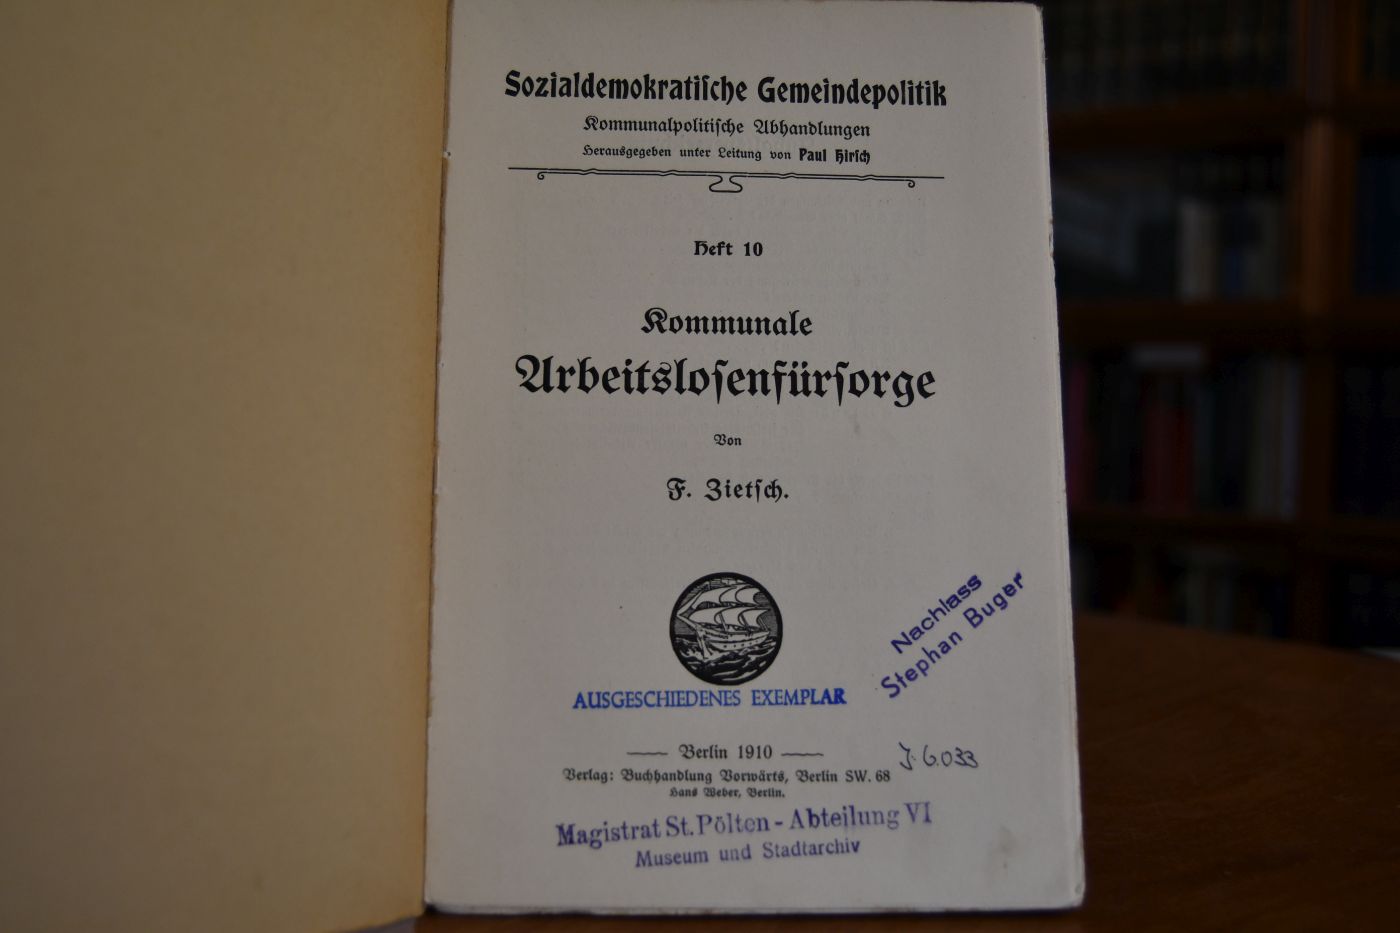 Sozialdemokratiſche Gemeindepolitik
Kommunalpolitiſche Abhandlungen
Herausgegeben unter Leitung von Paul Hirſch
Heft 10
Kommunale
Arbeitsloſenfürſorge
Von
F. Zietſch.
Nachlass
Stephan Buger
AUSGESCHIEDENES EXEMPLAR
Berlin 1910
J. 6.033
Verlag: Buchhandlung Vorwärts, Berlin SW. 68
Hans Weber, Berlin.
Magistrat St. Pölten - Abteilung VI
Museum und Stadtarchiv